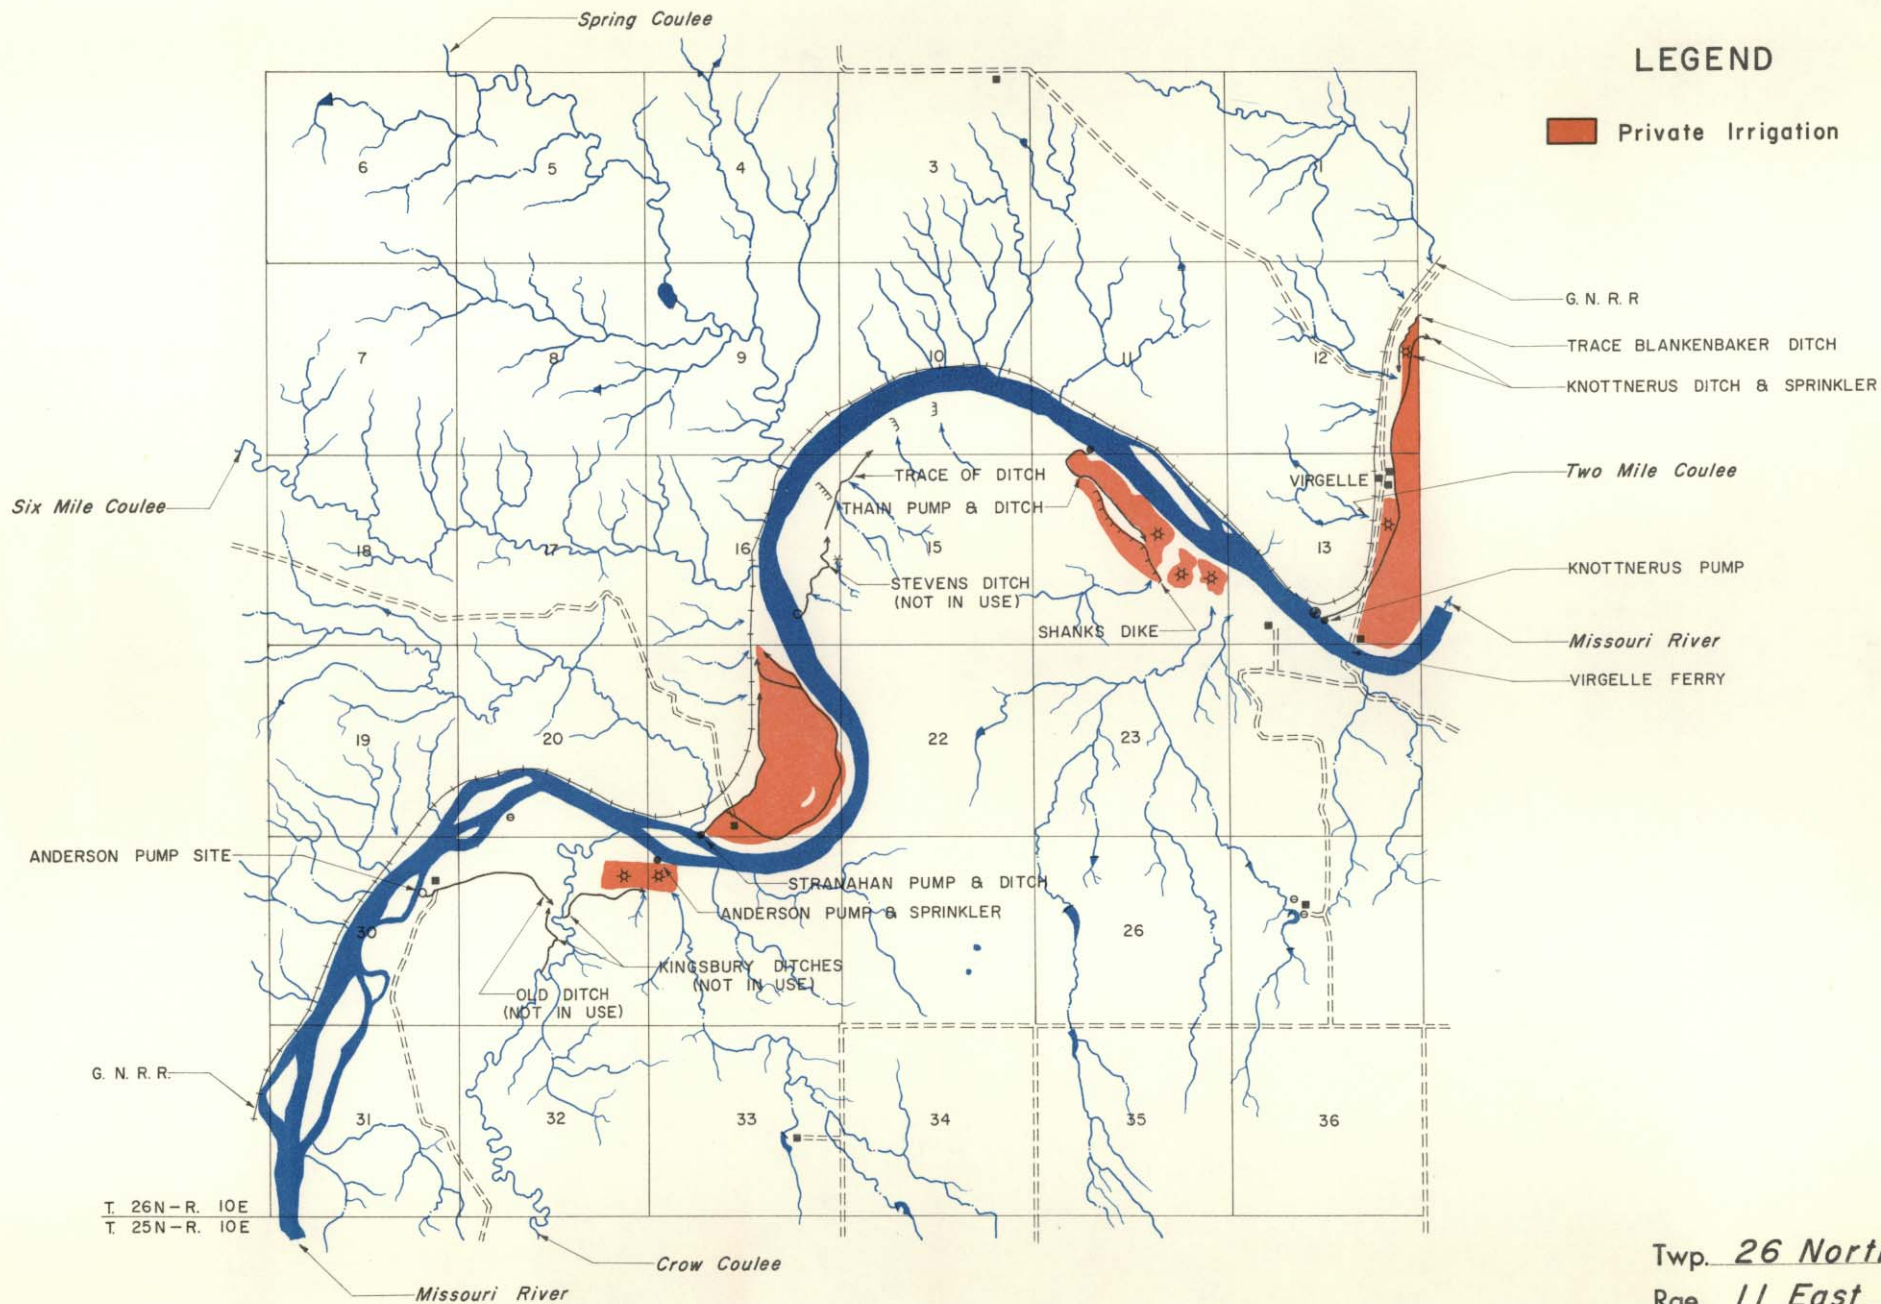 Spring Coulee
LEGEND
Private Irrigation
6
5
4
3
1
G. N. R. R
7
8
9
10
11
12
TRACE BLANKENBAKER DITCH
KNOTTNERUS DITCH & SPRINKLER
Six Mile Coulee
TRACE OF DITCH
THAIN PUMP & DITCH
VIRGELLE
Two Mile Coulee
18
17
16
15
13
STEVENS DITCH
(NOT IN USE)
KNOTTNERUS PUMP
SHANKS DIKE
Missouri River
VIRGELLE FERRY
19
20
22
23
ANDERSON PUMP SITE
STRANAHAN PUMP & DITCH
ANDERSON PUMP & SPRINKLER
30
26
KINGSBURY DITCHES
(NOT IN USE)
OLD DITCH
(NOT IN USE)
G. N. R. R.
31
32
33
34
35
36
T. 26N-R. 10E
T. 25N-R. 10E
Crow Coulee
Missouri River
Twp. 26 North
Rge. 11 East